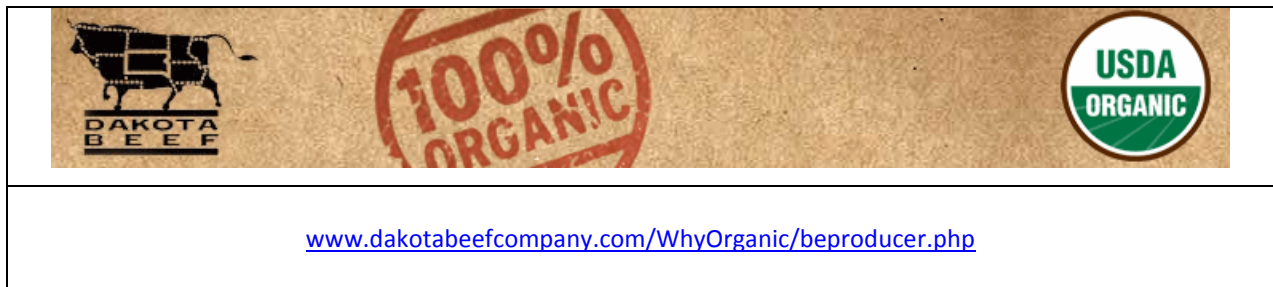 DAKOTA
BEEF
100%
ORGANIC
USDA
ORGANIC
www.dakotabeefcompany.com/WhyOrganic/beproducer.php